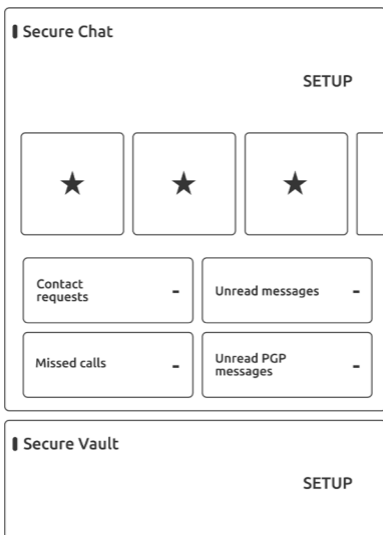 Secure Chat
SETUP
Contact
requests
-
Unread messages
-
Missed calls
-
Unread PGP
messages
-
Secure Vault
SETUP